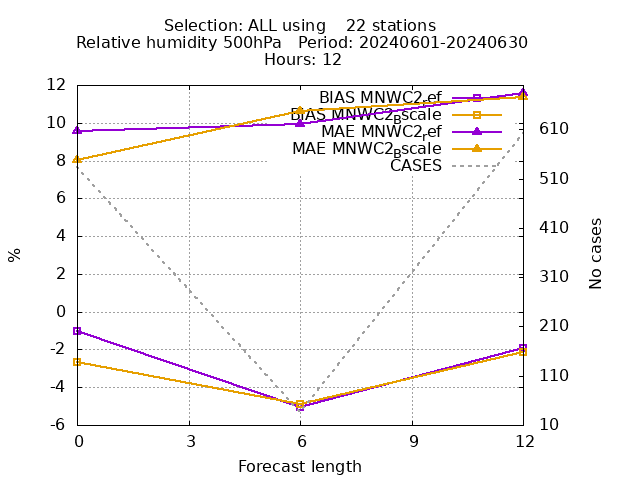 Selection: ALL using    22 stations
Relative humidity 500hPa   Period: 20240601-20240630
Hours: 12
BIAS MNWC2_ref
BIAS MNWC2_Bscale
MAE MNWC2_ref
MAE MNWC2_Bscale
CASES
12
10
8
6
4
2
0
-2
-4
-6
%
610
510
410
310
210
110
10
No cases
0 3 6 9 12
Forecast length